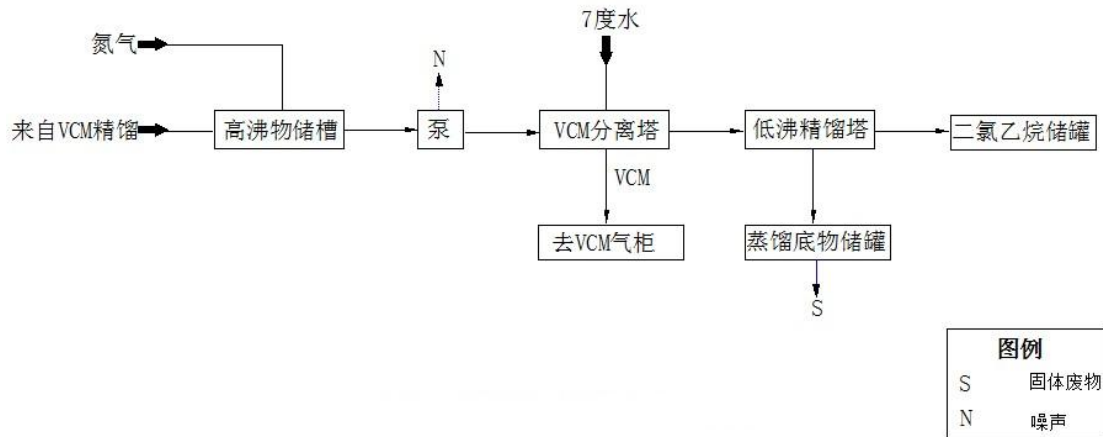 7度水
氮气
N
来自VCM精馏
高沸物储槽
泵
VCM分离塔
低沸精馏塔
二氯乙烷储罐
VCM
去VCM气柜
蒸馏底物储罐
S
图例
S 固体废物
N 噪声